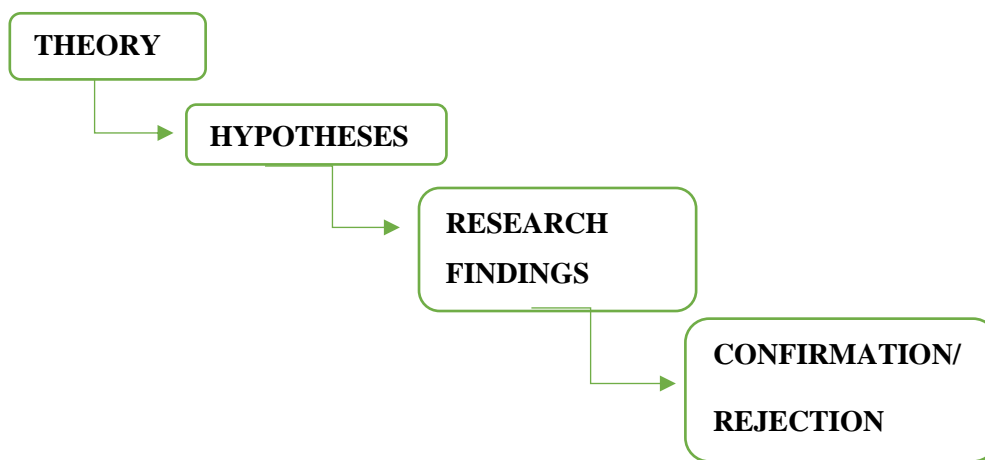 THEORY
HYPOTHESES
RESEARCH
FINDINGS
CONFIRMATION/
REJECTION